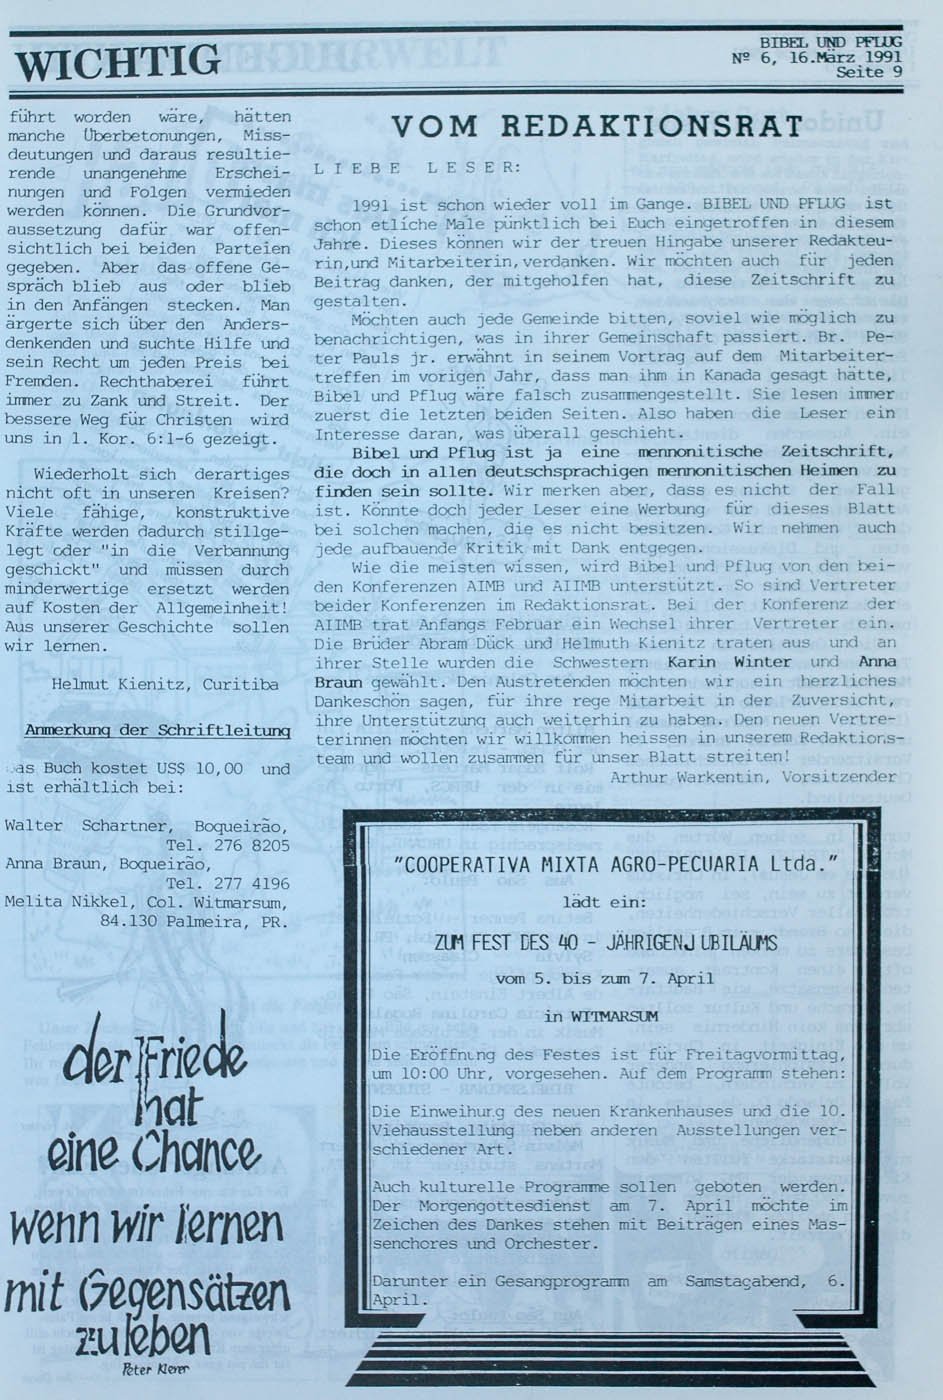 WICHTIG
BIBEL UND PFLUG
Nº 6, 16.März 1991
Seite 9
führt worden wäre, hätten
manche Überbetonungen, Miss-
deutungen und daraus resultie-
rende unangenehme Erschei-
nungen und Folgen vermieden
werden können. Die Grundvor-
aussetzung dafür war offen-
sichtlich bei beiden Parteien
gegeben. Aber das offene Ge-
spräch blieb aus oder blieb
in den Anfängen stecken. Man
ärgerte sich über den Anders-
denkenden und suchte Hilfe und
sein Recht um jeden Preis bei
Fremden. Rechthaberei führt
immer zu Zank und Streit. Der
bessere Weg für Christen wird
uns in 1. Kor. 6:1-6 gezeigt.
Wiederholt sich derartiges
nicht oft in unseren Kreisen?
Viele fähige, konstruktive
Kräfte werden dadurch stillge-
legt oder "in die Verbannung
geschickt" und müssen durch
minderwertige ersetzt werden
auf Kosten der Allgemeinheit!
Aus unserer Geschichte sollen
wir lernen.
Helmut Kienitz, Curitiba
Anmerkung der Schriftleitung
Das Buch kostet US$ 10,00 und
ist erhältlich bei:
Walter Schartner, Boqueirão,
Tel. 276 8205
Anna Braun, Boqueirão,
Tel. 277 4196
Melita Nikkel, Col. Witmarsum,
84.130 Palmeira, PR.
der Friede
hat
eine Chance
wenn wir lernen
mit Gegensätzen
zu leben
Peter Klever
VOM REDAKTIONSRAT
LIEBE LESER:
1991 ist schon wieder voll im Gange. BIBEL UND PFLUG ist
schon etliche Male pünktlich bei Euch eingetroffen in diesem
Jahre. Dieses können wir der treuen Hingabe unserer Redakteu-
rin,und Mitarbeiterin,verdanken. Wir möchten auch für jeden
Beitrag danken, der mitgeholfen hat, diese Zeitschrift zu
gestalten.
Möchten auch jede Gemeinde bitten, soviel wie möglich zu
benachrichtigen, was in ihrer Gemeinschaft passiert. Br. Pe-
ter Pauls jr. erwähnt in seinem Vortrag auf dem Mitarbeiter-
treffen im vorigen Jahr, dass man ihm in Kanada gesagt hätte,
Bibel und Pflug wäre falsch zusammengestellt. Sie lesen immer
zuerst die letzten beiden Seiten. Also haben die Leser ein
Interesse daran, was überall geschieht.
Bibel und Pflug ist ja eine mennonitische Zeitschrift,
die doch in allen deutschsprachigen mennonitischen Heimen zu
finden sein sollte. Wir merken aber, dass es nicht der Fall
ist. Könnte doch jeder Leser eine Werbung für dieses Blatt
bei solchen machen, die es nicht besitzen. Wir nehmen auch
jede aufbauende Kritik mit Dank entgegen.
Wie die meisten wissen, wird Bibel und Pflug von den bei-
den Konferenzen AIMB und AIIMB unterstützt. So sind Vertreter
beider Konferenzen im Redaktionsrat. Bei der Konferenz der
AIIMB trat Anfangs Februar ein Wechsel ihrer Vertreter ein.
Die Brüder Abram Dück und Helmuth Kienitz traten aus und an
ihrer Stelle wurden die Schwestern Karin Winter und Anna
Braun gewählt. Den Austretenden möchten wir ein herzliches
Dankeschön sagen, für ihre rege Mitarbeit in der Zuversicht,
ihre Unterstützung auch weiterhin zu haben. Den neuen Vertre-
terinnen möchten wir willkommen heissen in unserem Redaktions-
team und wollen zusammen für unser Blatt streiten!
Arthur Warkentin, Vorsitzender
"COOPERATIVA MIXTA AGRO-PECUARIA Ltda."
lädt ein:
ZUM FEST DES 40 - JÄHRIGEN JUBILÄUMS
vom 5. bis zum 7. April
in WITMARSUM
Die Eröffnung des Festes ist für Freitagvormittag,
um 10:00 Uhr, vorgesehen. Auf dem Programm stehen:
Die Einweihung des neuen Krankenhauses und die 10.
Viehausstellung neben anderen Ausstellungen ver-
schiedener Art.
Auch kulturelle Programme sollen geboten werden.
Der Morgengottesdienst am 7. April möchte im
Zeichen des Dankes stehen mit Beiträgen eines Mas-
senchores und Orchester.
Darunter ein Gesangprogramm am Samstagabend, 6.
April.